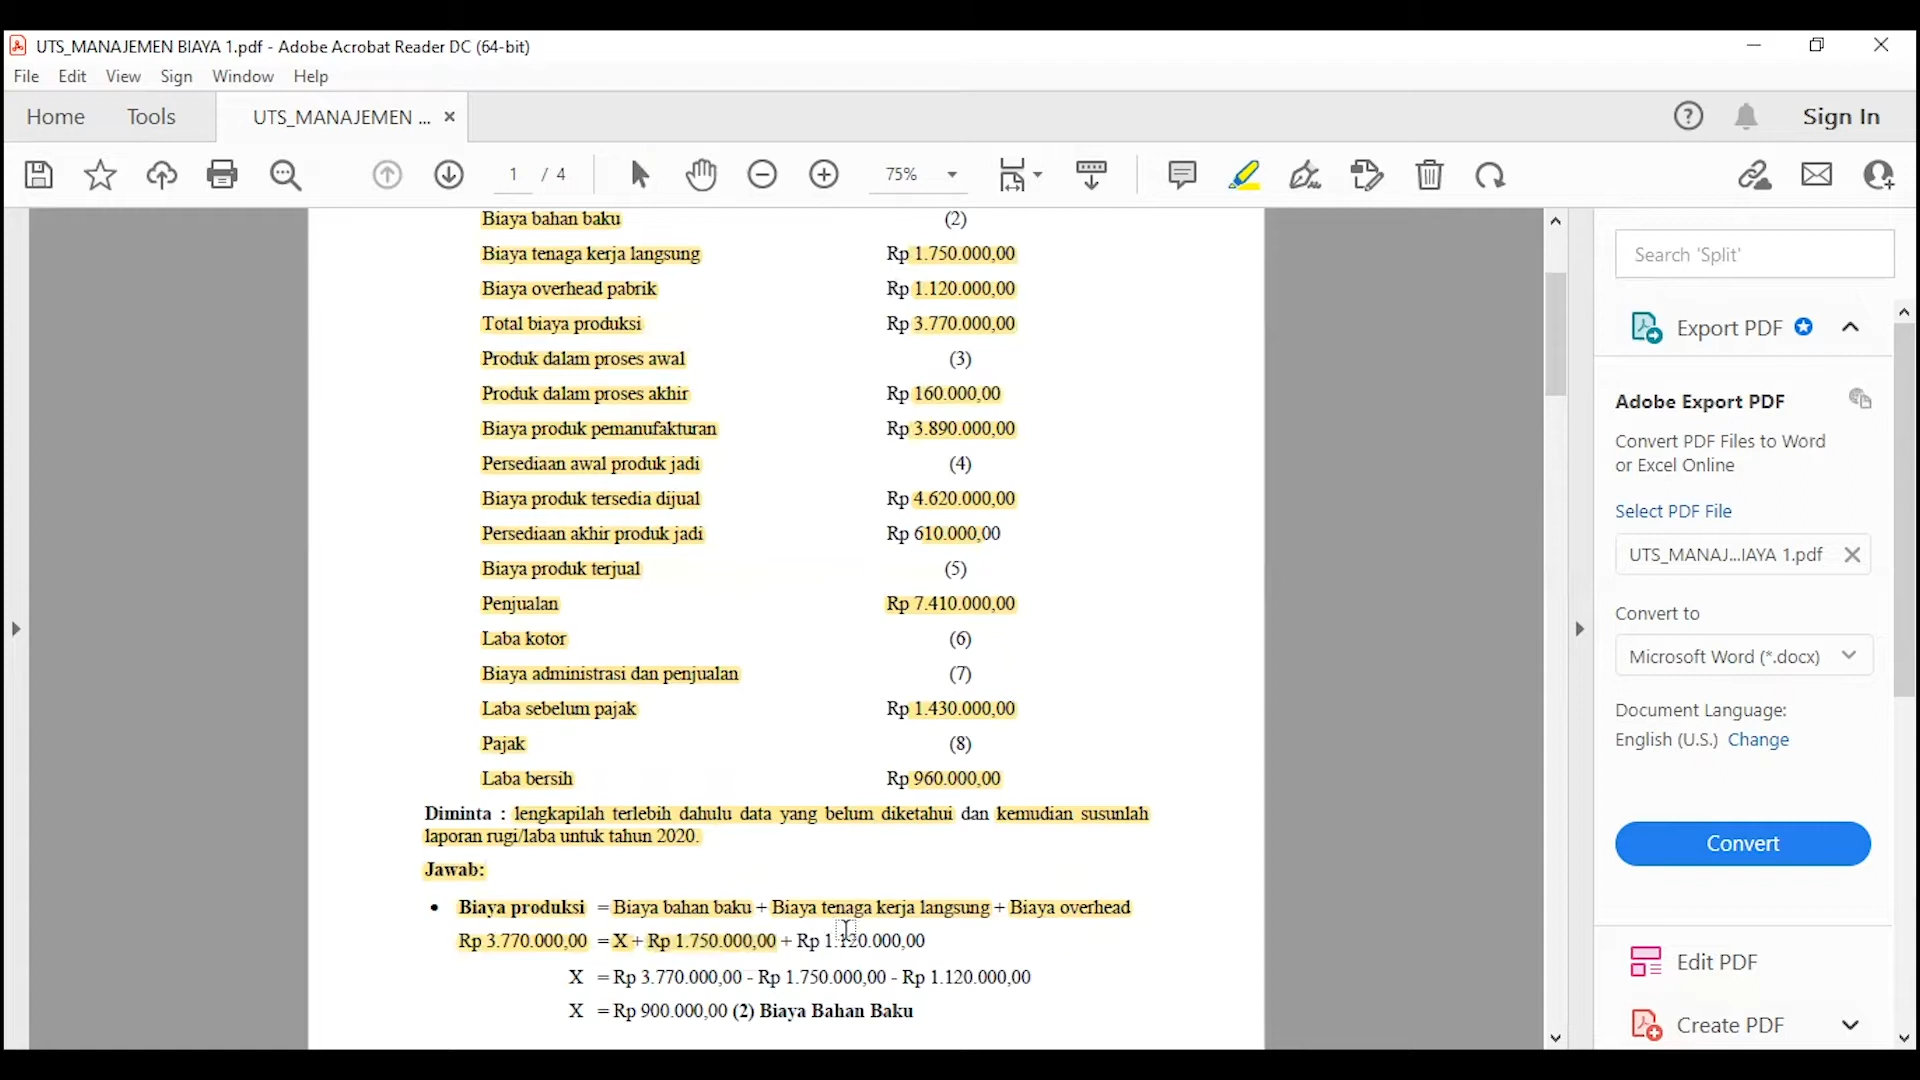 UTS_MANAJEMEN BIAYA 1.pdf - Adobe Acrobat Reader DC (64-bit)
File Edit View Sign Window Help
Home Tools UTS_MANAJEMEN ... × Sign In
1 / 4 75%
Biaya bahan baku (2)
Biaya tenaga kerja langsung Rp 1.750.000,00
Biaya overhead pabrik Rp 1.120.000,00
Total biaya produksi Rp 3.770.000,00
Produk dalam proses awal (3)
Produk dalam proses akhir Rp 160.000,00
Biaya produk pemanufakturan Rp 3.890.000,00
Persediaan awal produk jadi (4)
Biaya produk tersedia dijual Rp 4.620.000,00
Persediaan akhir produk jadi Rp 610.000,00
Biaya produk terjual (5)
Penjualan Rp 7.410.000,00
Laba kotor (6)
Biaya administrasi dan penjualan (7)
Laba sebelum pajak Rp 1.430.000,00
Pajak (8)
Laba bersih Rp 960.000,00
Diminta : lengkapilah terlebih dahulu data yang belum diketahui dan kemudian susunlah
laporan rugi/laba untuk tahun 2020.
Jawab:
• Biaya produksi = Biaya bahan baku + Biaya tenaga kerja langsung + Biaya overhead
Rp 3.770.000,00 = X + Rp 1.750.000,00 + Rp 1.120.000,00
X = Rp 3.770.000,00 - Rp 1.750.000,00 - Rp 1.120.000,00
X = Rp 900.000,00 (2) Biaya Bahan Baku
Search 'Split'
Export PDF
Adobe Export PDF
Convert PDF Files to Word
or Excel Online
Select PDF File
UTS_MANAJ...IAYA 1.pdf
Convert to
Microsoft Word (*.docx)
Document Language:
English (U.S.) Change
Convert
Edit PDF
Create PDF